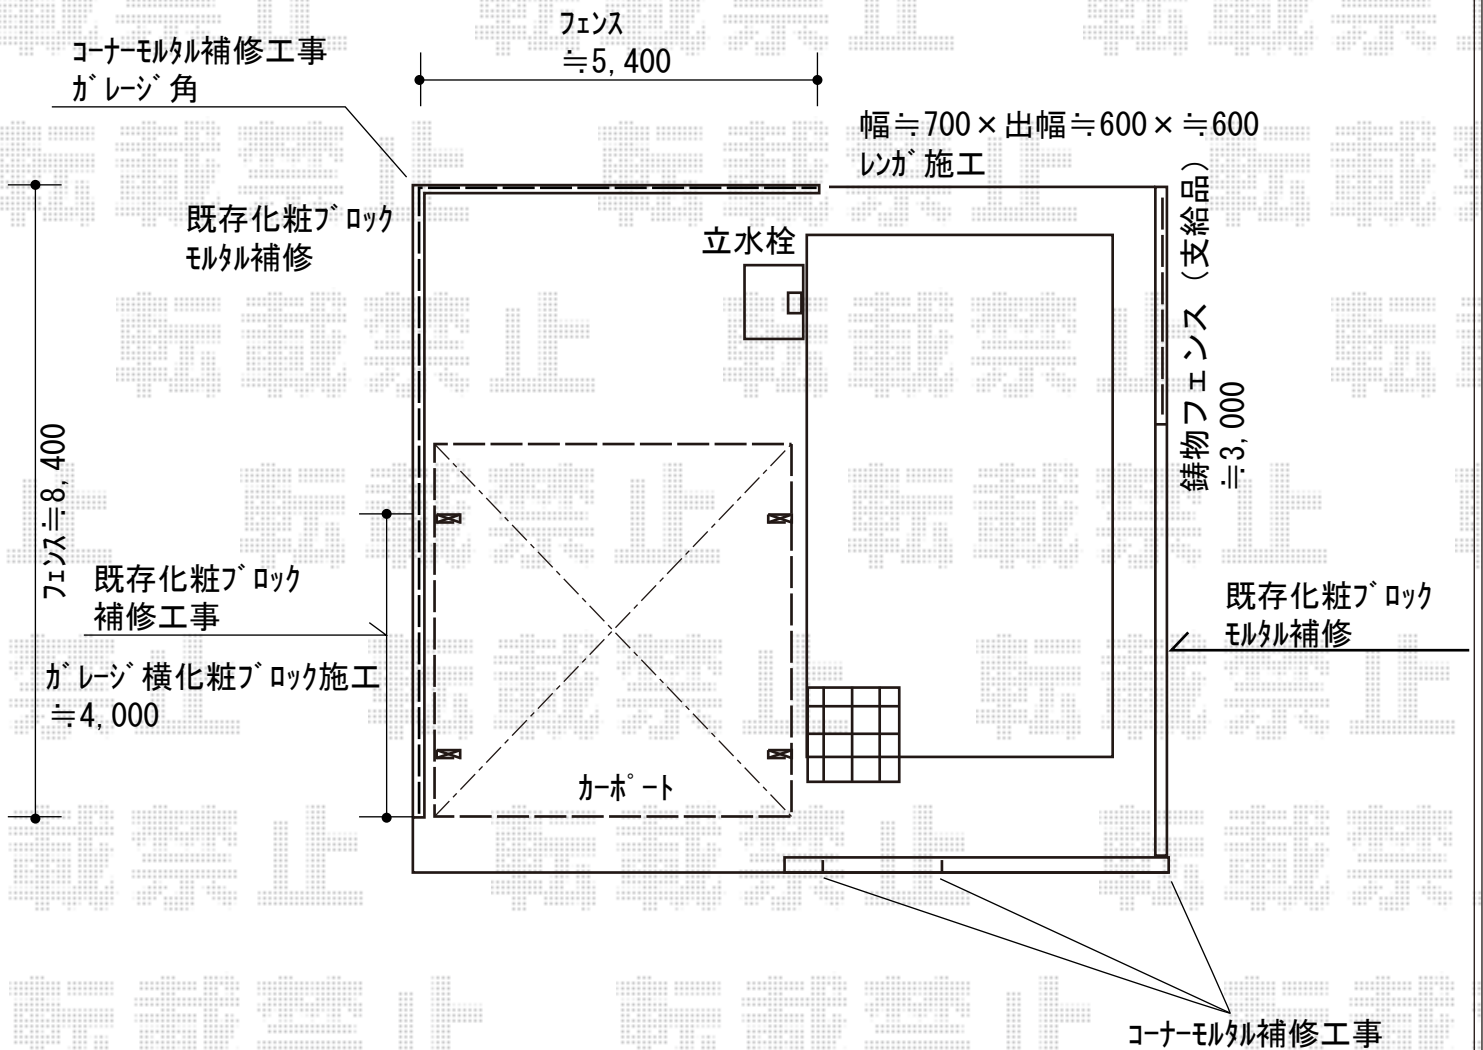 フェンス
≒5,400
コーナーモルタル補修工事
ガレージ角
幅≒700×出幅≒600×≒600
レンガ施工
既存化粧ブロック
モルタル補修
立水栓
鋳物フェンス（支給品）
≒3,000
フェンス≒8,400
既存化粧ブロック
補修工事
ガレージ横化粧ブロック施工
≒4,000
カーポート
既存化粧ブロック
モルタル補修
コーナーモルタル補修工事
転載禁止